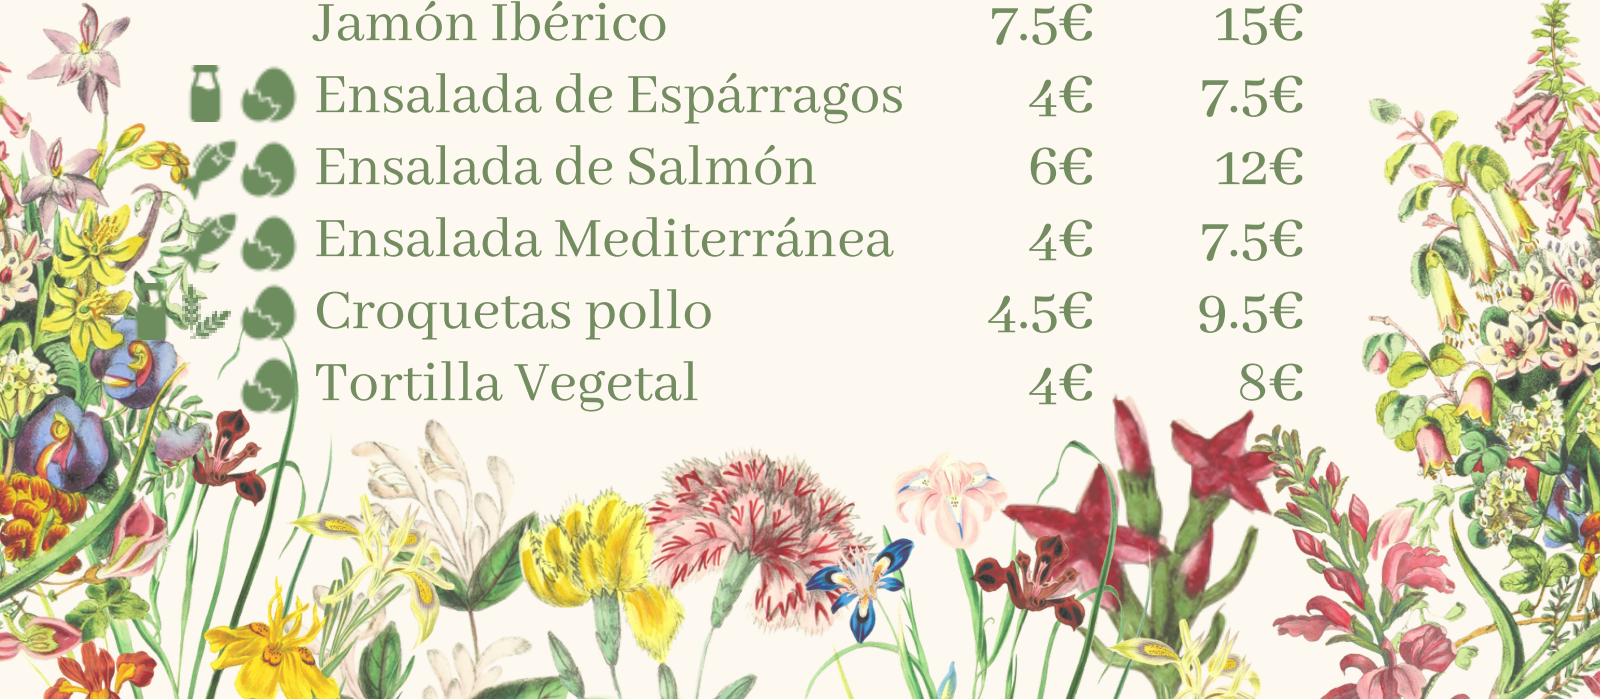 Jamón Ibérico 7.5€ 15€
Ensalada de Espárragos 4€ 7.5€
Ensalada de Salmón 6€ 12€
Ensalada Mediterránea 4€ 7.5€
Croquetas pollo 4.5€ 9.5€
Tortilla Vegetal 4€ 8€